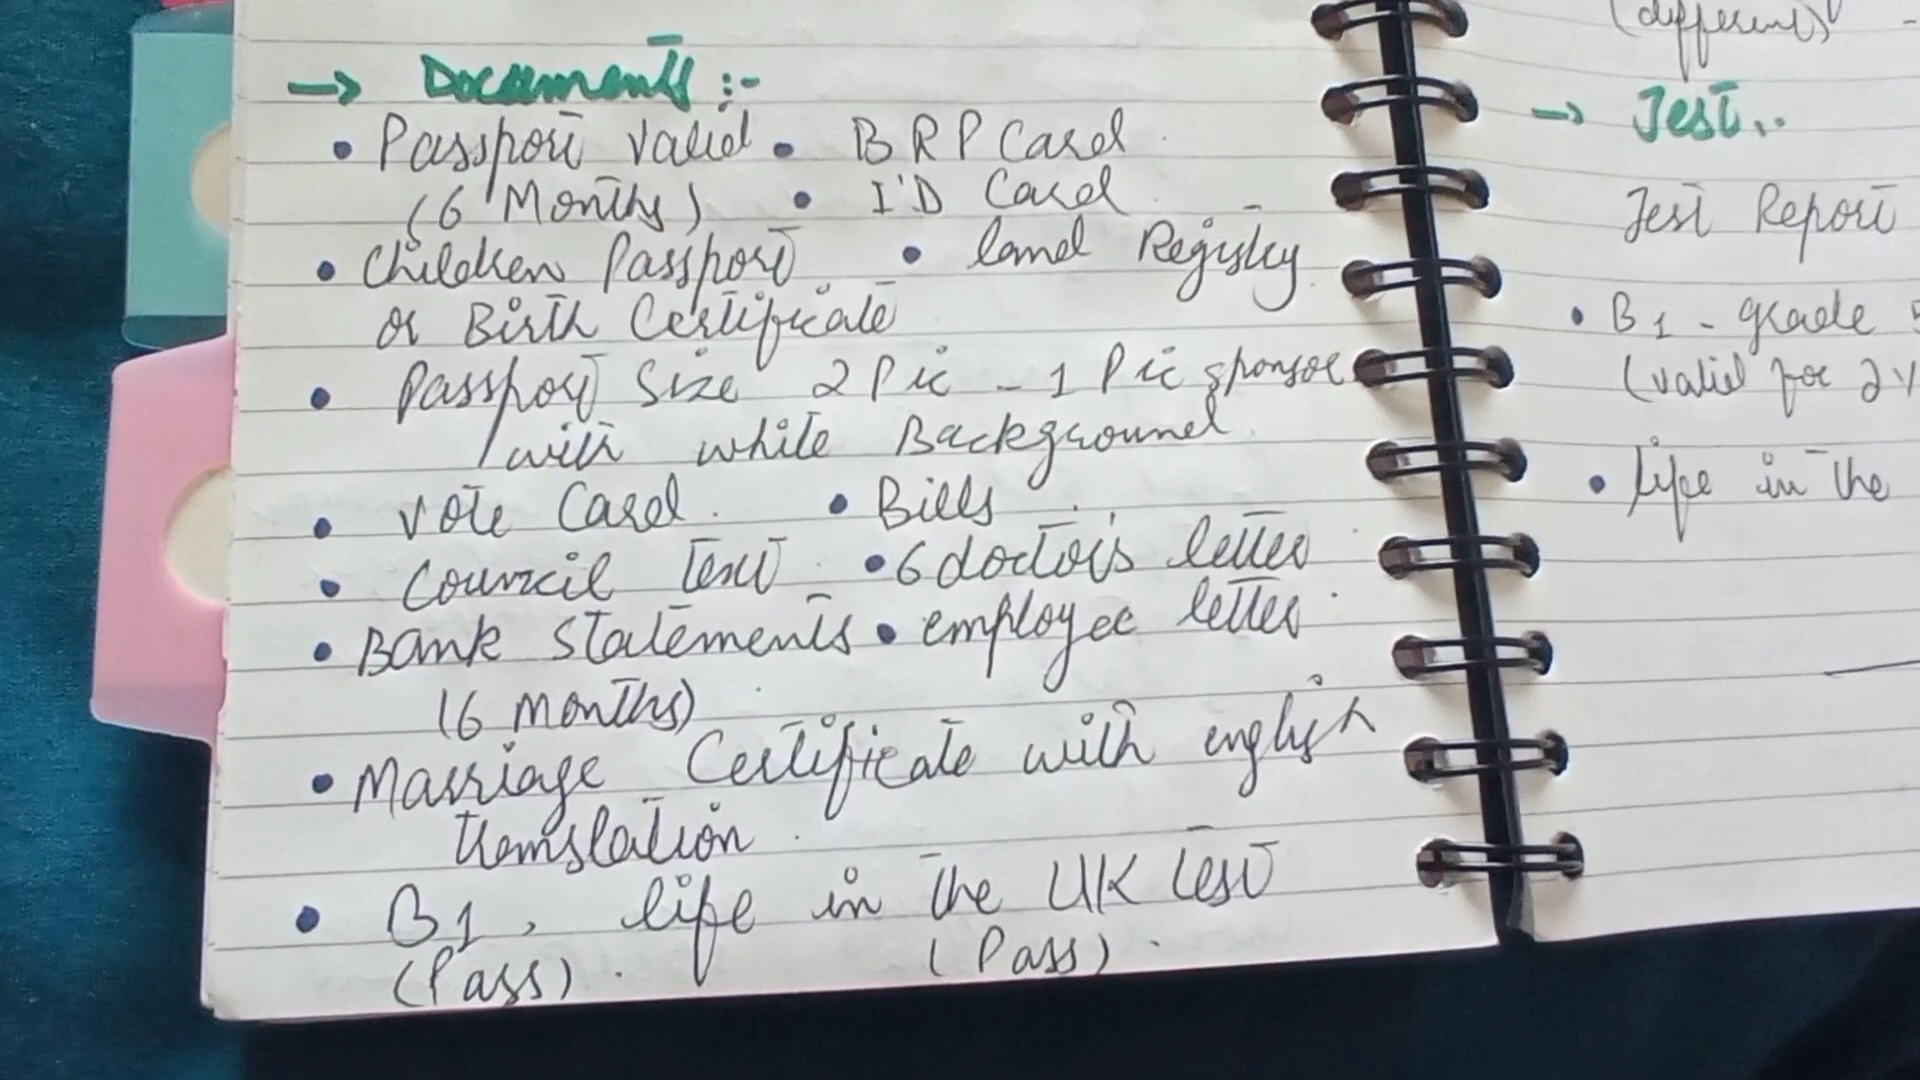 → Documents :-
• Passport valid • BRP Card
(6 Months) • I'D Card
• Children Passport • land Registry
or Birth Certificate
• Passport Size 2 Pic - 1 Pic sponsor
with white Background
• Vote Card • Bills
• Council • 6 doctor's letter
• Bank Statements • employee letter
(6 Months)
• Marriage Certificate with english
translation
• B1, life in the UK test
(Pass). (Pass).
(different)
→ Test..
Test Report
• B1 - grade 5
(valid for 2 Y
• life in the